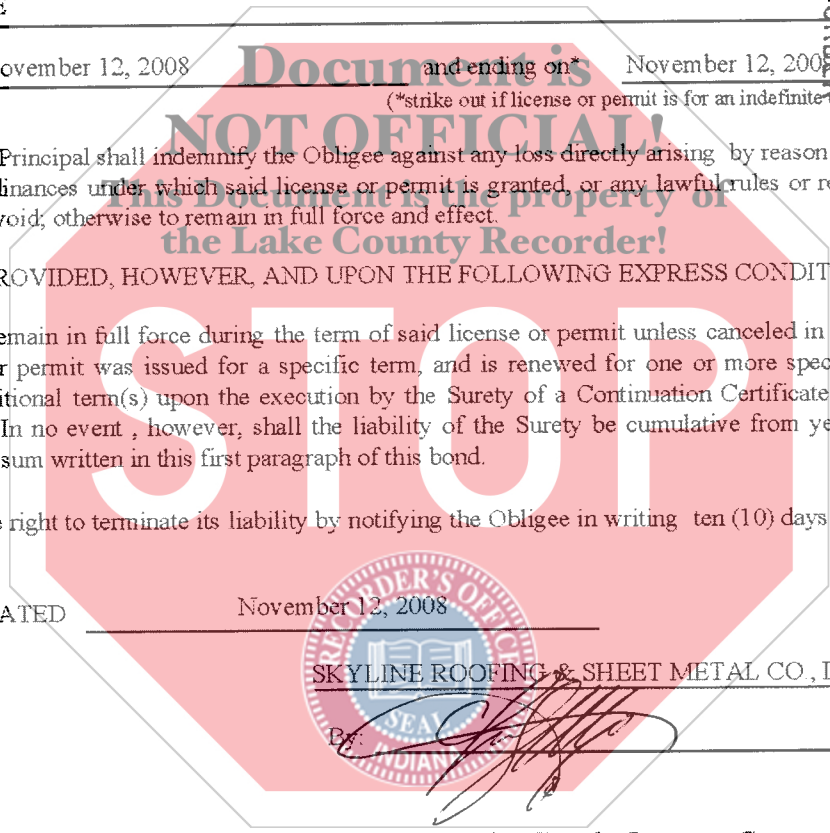 ovember 12, 2008 and ending on* November 12, 200
(*strike out if license or permit is for an indefinite
Document is
NOT OFFICIAL!
This Document is the property of
the Lake County Recorder!
Principal shall indemnify the Obligee against any loss directly arising by reason
linances under which said license or permit is granted, or any lawful rules or re
void; otherwise to remain in full force and effect.
ROVIDED, HOWEVER, AND UPON THE FOLLOWING EXPRESS CONDIT
STOP
emain in full force during the term of said license or permit unless canceled in
r permit was issued for a specific term, and is renewed for one or more spec
itional term(s) upon the execution by the Surety of a Continuation Certificate
In no event , however, shall the liability of the Surety be cumulative from ye
sum written in this first paragraph of this bond.
e right to terminate its liability by notifying the Obligee in writing ten (10) days
ATED November 12, 2008
RECORDER'S OFFICE
SEAL
INDIANA
SKYLINE ROOFING & SHEET METAL CO., I
By: